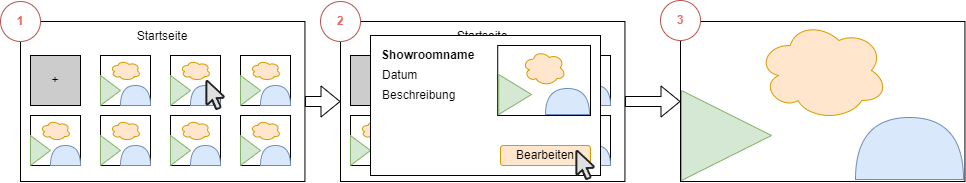 1
Startseite
+
2
Startseite
Showroomname
Datum
Beschreibung
Bearbeiten
3